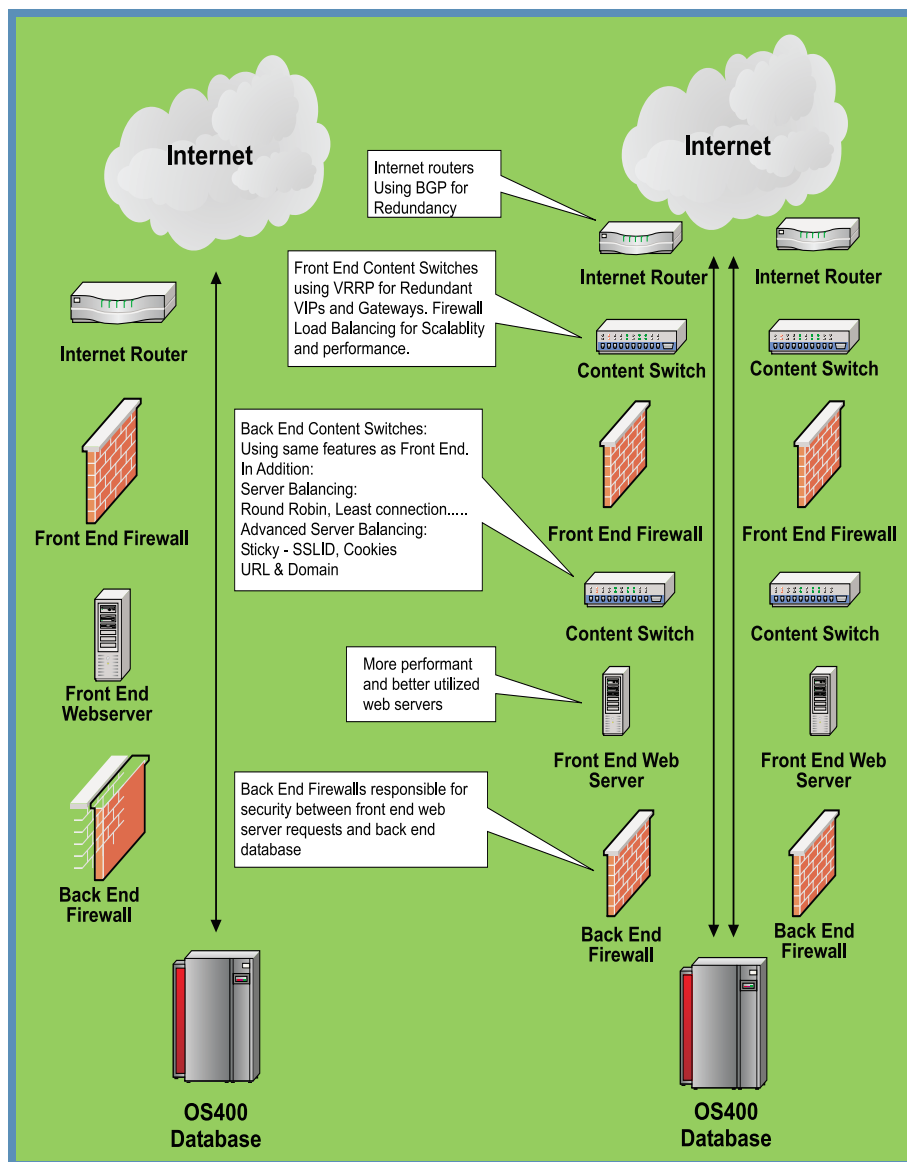 Internet
Internet Router
Front End Firewall
Front End
Webserver
Back End
Firewall
OS400
Database
Internet routers
Using BGP for
Redundancy
Front End Content Switches
using VRRP for Redundant
VIPs and Gateways. Firewall
Load Balancing for Scalablity
and performance.
Back End Content Switches:
Using same features as Front End.
In Addition:
Server Balancing:
Round Robin, Least connection.....
Advanced Server Balancing:
Sticky - SSLID, Cookies
URL & Domain
More performant
and better utilized
web servers
Back End Firewalls responsible for
security between front end web
server requests and back end
database
Internet
Internet Router
Content Switch
Front End Firewall
Content Switch
Front End Web
Server
Back End
Firewall
Internet Router
Content Switch
Front End Firewall
Content Switch
Front End Web
Server
Back End
Firewall
OS400
Database